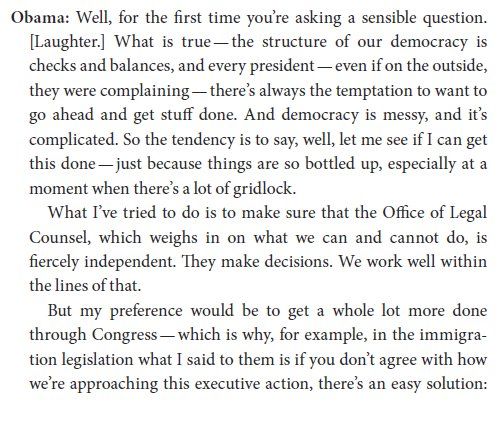 Obama: Well, for the first time you’re asking a sensible question.
[Laughter.] What is true—the structure of our democracy is
checks and balances, and every president—even if on the outside,
they were complaining—there’s always the temptation to want to
go ahead and get stuff done. And democracy is messy, and it’s
complicated. So the tendency is to say, well, let me see if I can get
this done—just because things are so bottled up, especially at a
moment when there’s a lot of gridlock.
What I’ve tried to do is to make sure that the Office of Legal
Counsel, which weighs in on what we can and cannot do, is
fiercely independent. They make decisions. We work well within
the lines of that.
But my preference would be to get a whole lot more done
through Congress—which is why, for example, in the immigra-
tion legislation what I said to them is if you don’t agree with how
we’re approaching this executive action, there’s an easy solution: